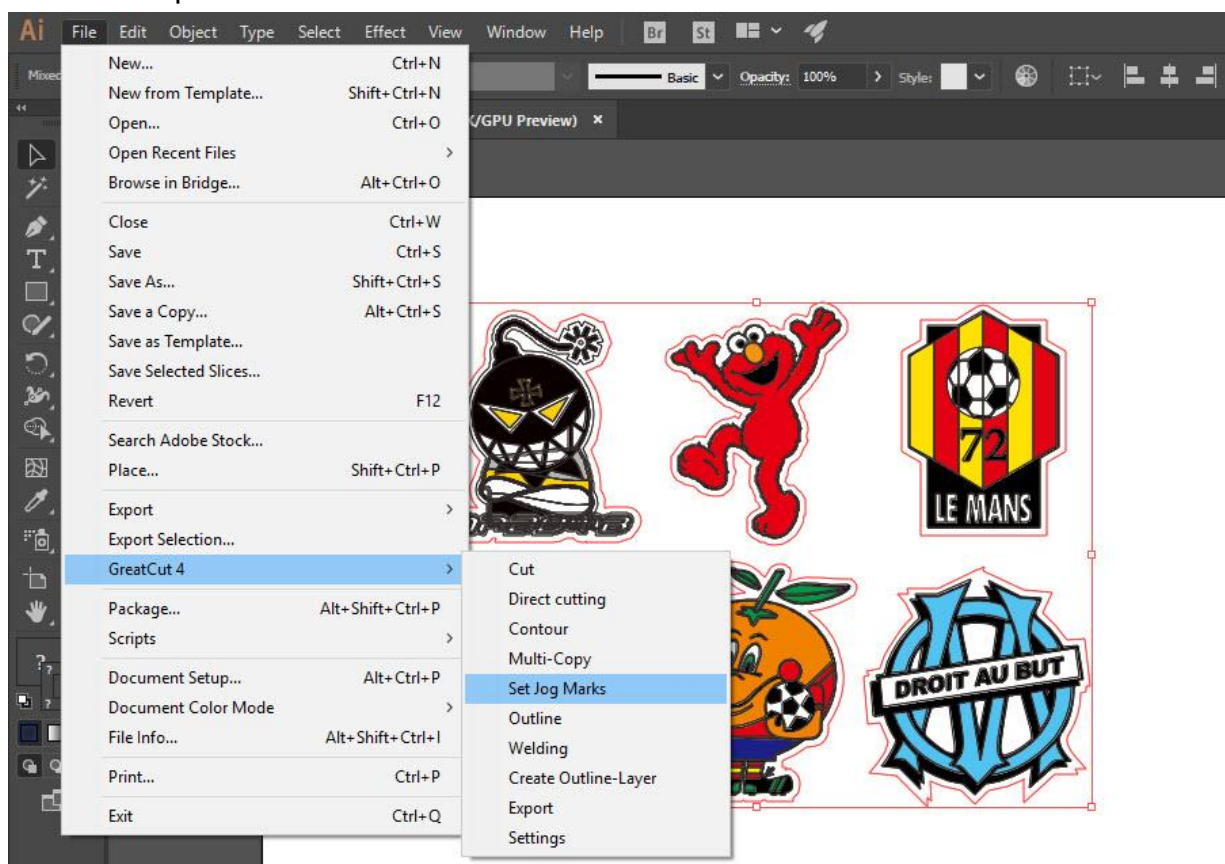 Ai File Edit Object Type Select Effect View Window Help Br St
Basic Opacity: 100% > Style:
/GPU Preview) ×
New... Ctrl+N
New from Template... Shift+Ctrl+N
Open... Ctrl+O
Open Recent Files >
Browse in Bridge... Alt+Ctrl+O
Close Ctrl+W
Save Ctrl+S
Save As... Shift+Ctrl+S
Save a Copy... Alt+Ctrl+S
Save as Template...
Save Selected Slices...
Revert F12
Search Adobe Stock...
Place... Shift+Ctrl+P
Export >
Export Selection...
GreatCut 4 >
Package... Alt+Shift+Ctrl+P
Scripts >
Document Setup... Alt+Ctrl+P
Document Color Mode >
File Info... Alt+Shift+Ctrl+I
Print... Ctrl+P
Exit Ctrl+Q
Cut
Direct cutting
Contour
Multi-Copy
Set Jog Marks
Outline
Welding
Create Outline-Layer
Export
Settings
72
LE MANS
DROIT AU BUT